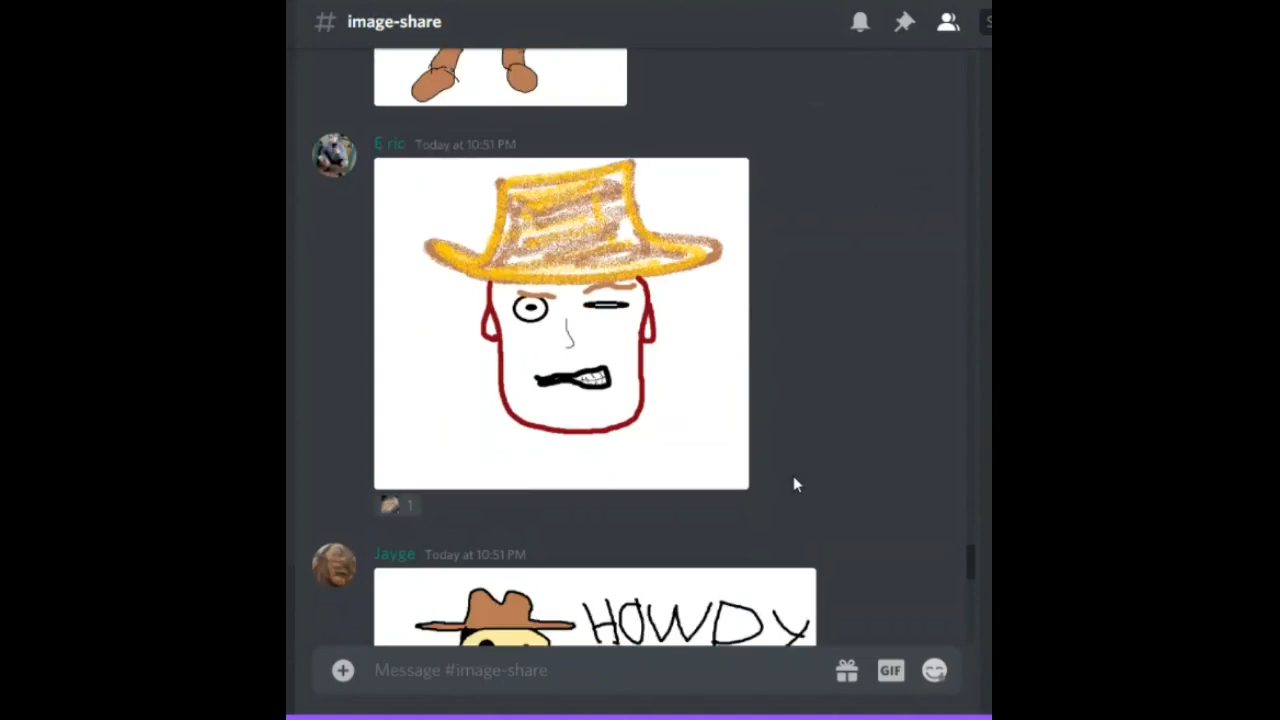 # image-share
E ric Today at 10:51 PM
1
Jayge Today at 10:51 PM
HOWDY
Message #image-share
GIF